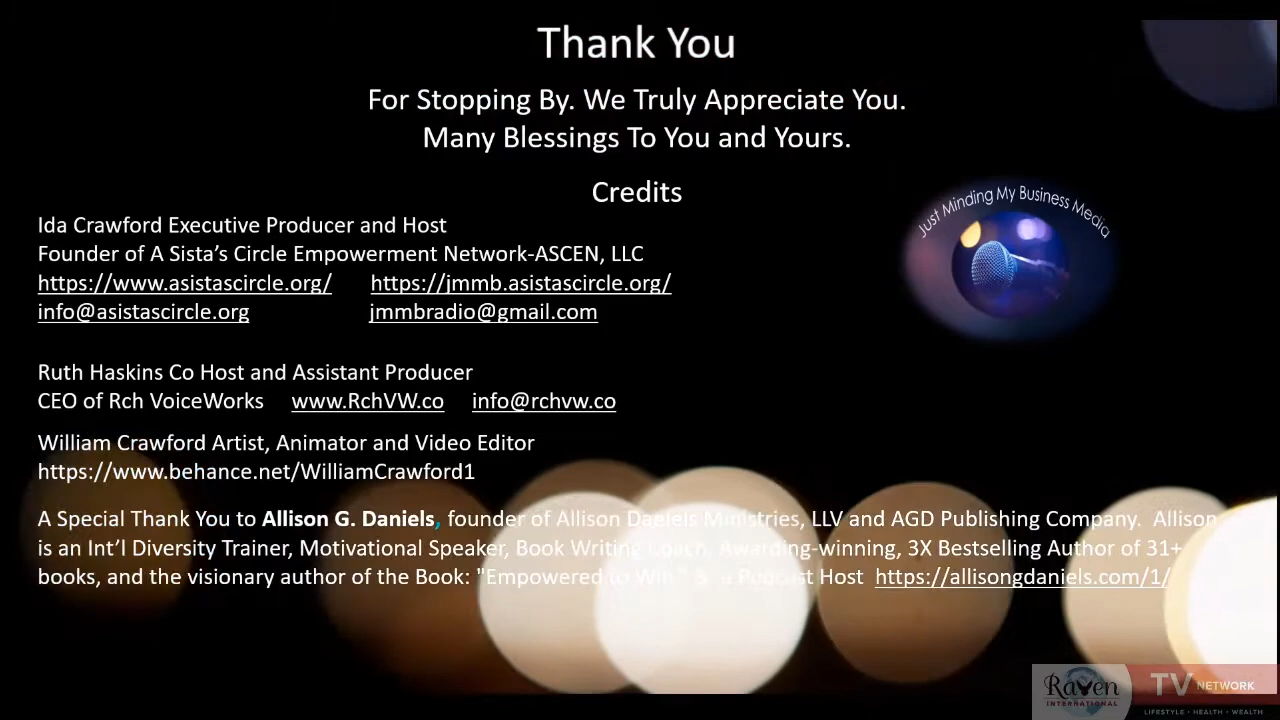 Thank You
For Stopping By. We Truly Appreciate You.
Many Blessings To You and Yours.
Credits
Just Minding My Business Media
Ida Crawford Executive Producer and Host
Founder of A Sista’s Circle Empowerment Network-ASCEN, LLC
https://www.asistascircle.org/ https://jmmb.asistascircle.org/
info@asistascircle.org jmmbradio@gmail.com
Ruth Haskins Co Host and Assistant Producer
CEO of Rch VoiceWorks www.RchVW.co info@rchvw.co
William Crawford Artist, Animator and Video Editor
https://www.behance.net/WilliamCrawford1
A Special Thank You to Allison G. Daniels, founder of Allison Daniels Ministries, LLV and AGD Publishing Company. Allison
is an Int’l Diversity Trainer, Motivational Speaker, Book Writing Coach, Awarding-winning, 3X Bestselling Author of 31+
books, and the visionary author of the Book: "Empowered to Win" & a Podcast Host https://allisongdaniels.com/1/
Raven TV NETWORK
INTERNATIONAL LIFESTYLE • HEALTH • WEALTH